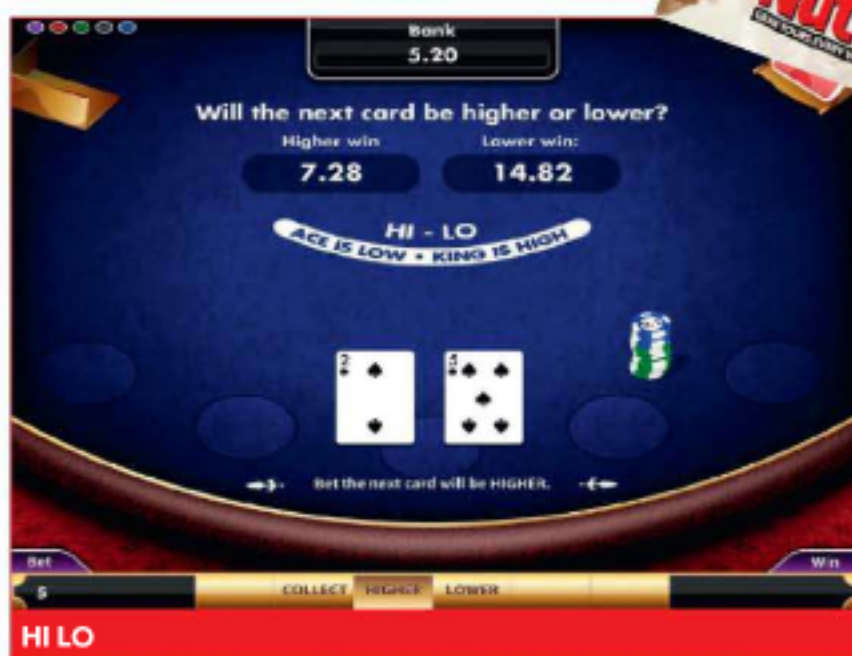 Nut
Bank
5.20
Will the next card be higher or lower?
Higher win
Lower win:
7.28
14.82
HI - LO
ACE IS LOW • KING IS HIGH
2
5
Bet the next card will be HIGHER.
Bet
Win
5
COLLECT
HIGHER
LOWER
HI LO